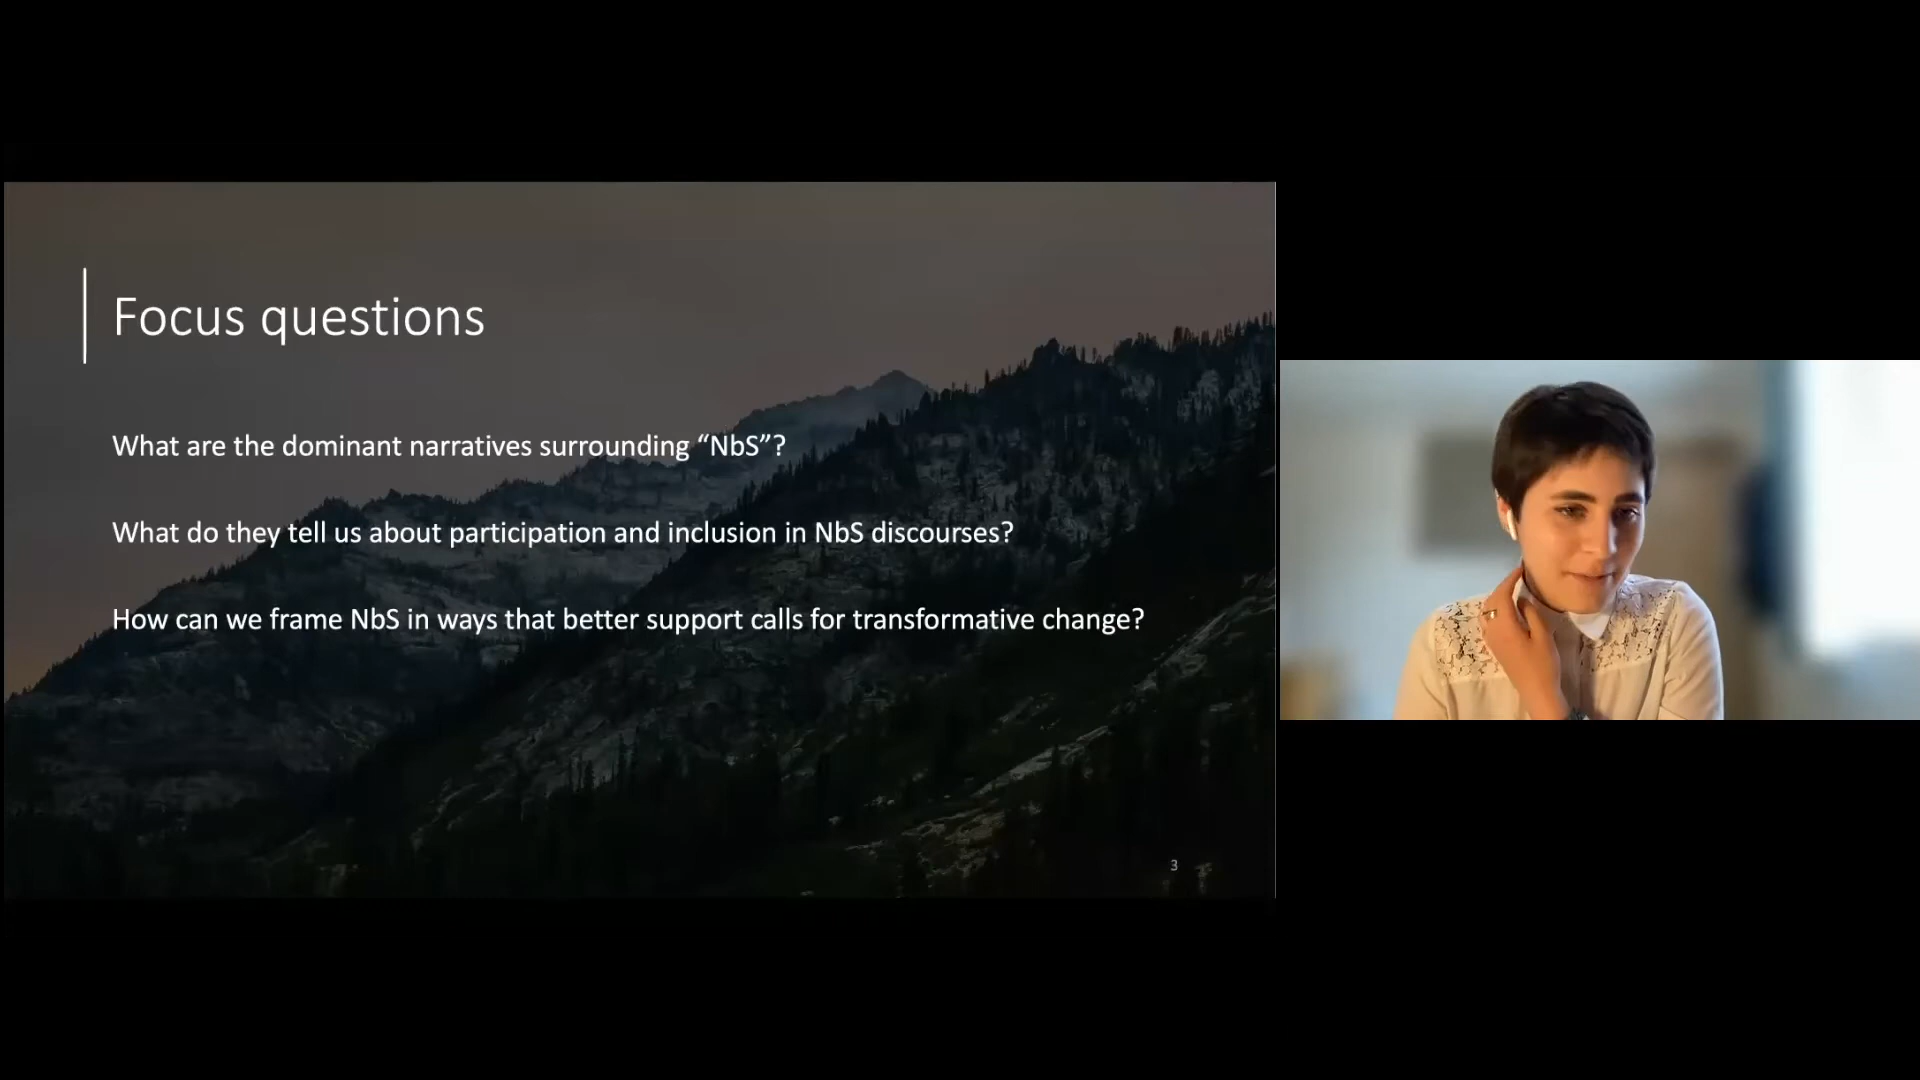 Focus questions
What are the dominant narratives surrounding “NbS”?
What do they tell us about participation and inclusion in NbS discourses?
How can we frame NbS in ways that better support calls for transformative change?
3